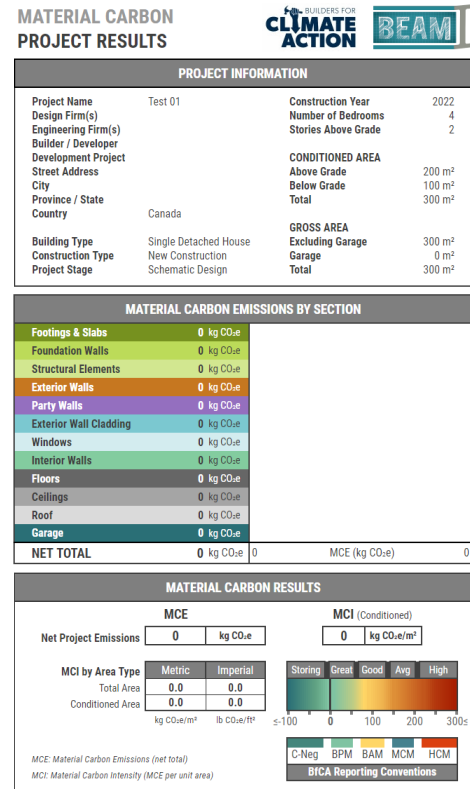 MATERIAL CARBON
PROJECT RESULTS
BUILDERS FOR
CLIMATE
ACTION
BEAM
PROJECT INFORMATION
Project Name Test 01 Construction Year 2022
Design Firm(s) Number of Bedrooms 4
Engineering Firm(s) Stories Above Grade 2
Builder / Developer
Development Project CONDITIONED AREA
Street Address Above Grade 200 m²
City Below Grade 100 m²
Province / State Total 300 m²
Country Canada
GROSS AREA
Building Type Single Detached House Excluding Garage 300 m²
Construction Type New Construction Garage 0 m²
Project Stage Schematic Design Total 300 m²
MATERIAL CARBON EMISSIONS BY SECTION
Footings & Slabs 0 kg CO₂e
Foundation Walls 0 kg CO₂e
Structural Elements 0 kg CO₂e
Exterior Walls 0 kg CO₂e
Party Walls 0 kg CO₂e
Exterior Wall Cladding 0 kg CO₂e
Windows 0 kg CO₂e
Interior Walls 0 kg CO₂e
Floors 0 kg CO₂e
Ceilings 0 kg CO₂e
Roof 0 kg CO₂e
Garage 0 kg CO₂e
NET TOTAL 0 kg CO₂e 0 MCE (kg CO₂e) 0
MATERIAL CARBON RESULTS
MCE MCI (Conditioned)
Net Project Emissions 0 kg CO₂e 0 kg CO₂e/m²
MCI by Area Type Metric Imperial Storing Great Good Avg High
Total Area 0.0 0.0
Conditioned Area 0.0 0.0
kg CO₂e/m² lb CO₂e/ft² ≤-100 0 100 200 300≤
C-Neg BPM BAM MCM HCM
MCE: Material Carbon Emissions (net total)
MCI: Material Carbon Intensity (MCE per unit area) BfCA Reporting Conventions